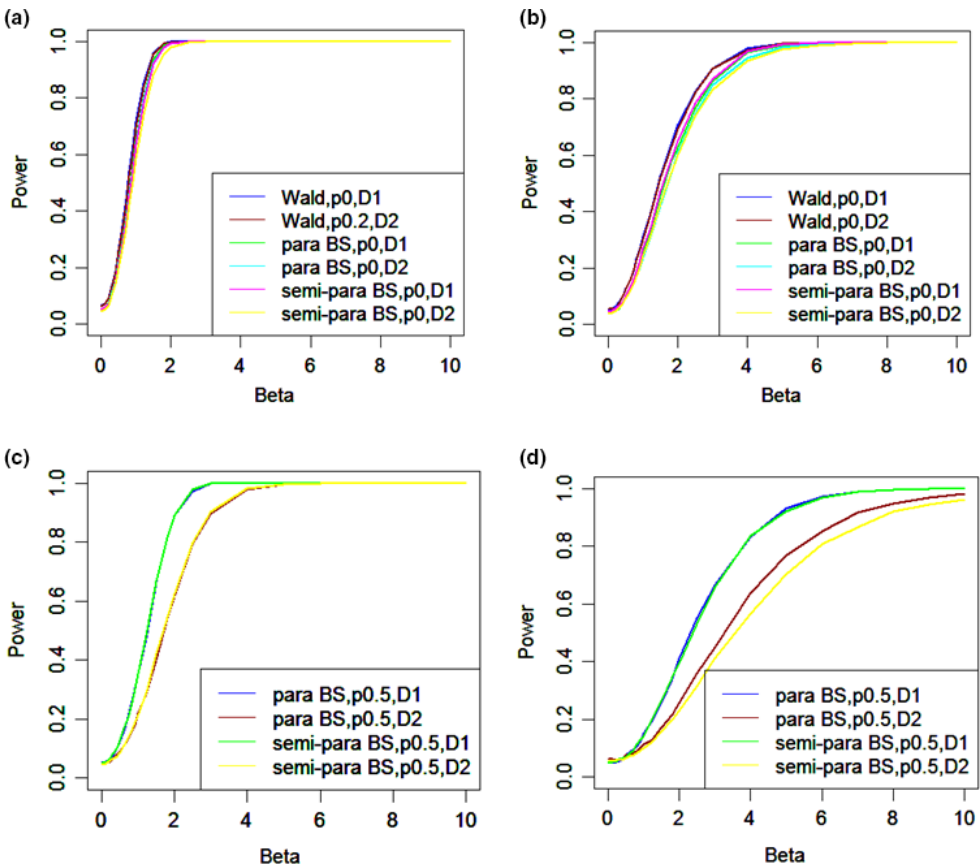 (a)
Power
0.0 0.2 0.4 0.6 0.8 1.0
Wald,p0,D1
Wald,p0.2,D2
para BS,p0,D1
para BS,p0,D2
semi-para BS,p0,D1
semi-para BS,p0,D2
0 2 4 6 8 10
Beta
(b)
Power
0.0 0.2 0.4 0.6 0.8 1.0
Wald,p0,D1
Wald,p0,D2
para BS,p0,D1
para BS,p0,D2
semi-para BS,p0,D1
semi-para BS,p0,D2
0 2 4 6 8 10
Beta
(c)
Power
0.0 0.2 0.4 0.6 0.8 1.0
para BS,p0.5,D1
para BS,p0.5,D2
semi-para BS,p0.5,D1
semi-para BS,p0.5,D2
0 2 4 6 8 10
Beta
(d)
Power
0.0 0.2 0.4 0.6 0.8 1.0
para BS,p0.5,D1
para BS,p0.5,D2
semi-para BS,p0.5,D1
semi-para BS,p0.5,D2
0 2 4 6 8 10
Beta